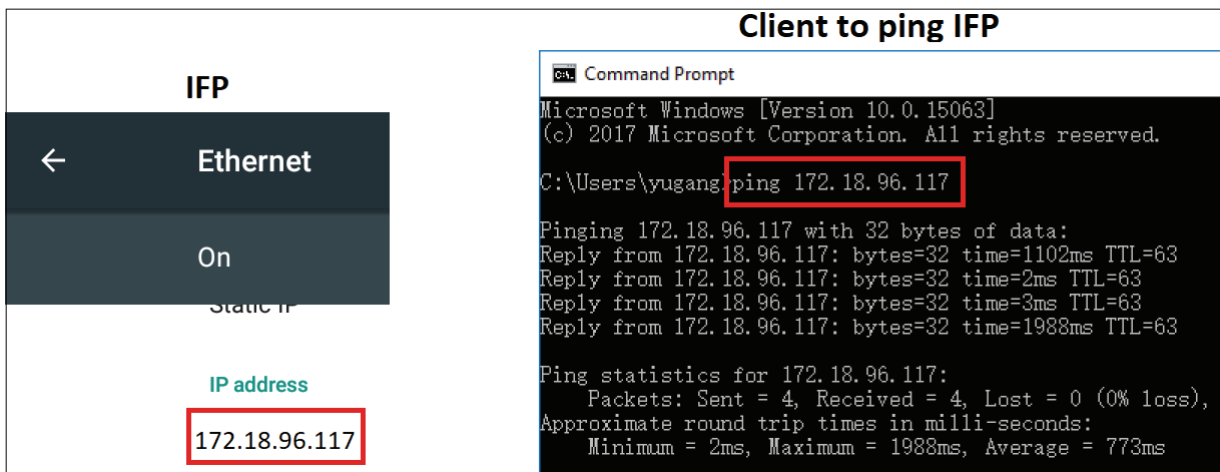 Client to ping IFP
IFP
Ethernet
On
Static IP
IP address
172.18.96.117
Command Prompt
Microsoft Windows [Version 10.0.15063]
(c) 2017 Microsoft Corporation. All rights reserved.
C:\Users\yugang>ping 172.18.96.117
Pinging 172.18.96.117 with 32 bytes of data:
Reply from 172.18.96.117: bytes=32 time=1102ms TTL=63
Reply from 172.18.96.117: bytes=32 time=2ms TTL=63
Reply from 172.18.96.117: bytes=32 time=3ms TTL=63
Reply from 172.18.96.117: bytes=32 time=1988ms TTL=63
Ping statistics for 172.18.96.117:
Packets: Sent = 4, Received = 4, Lost = 0 (0% loss),
Approximate round trip times in milli-seconds:
Minimum = 2ms, Maximum = 1988ms, Average = 773ms